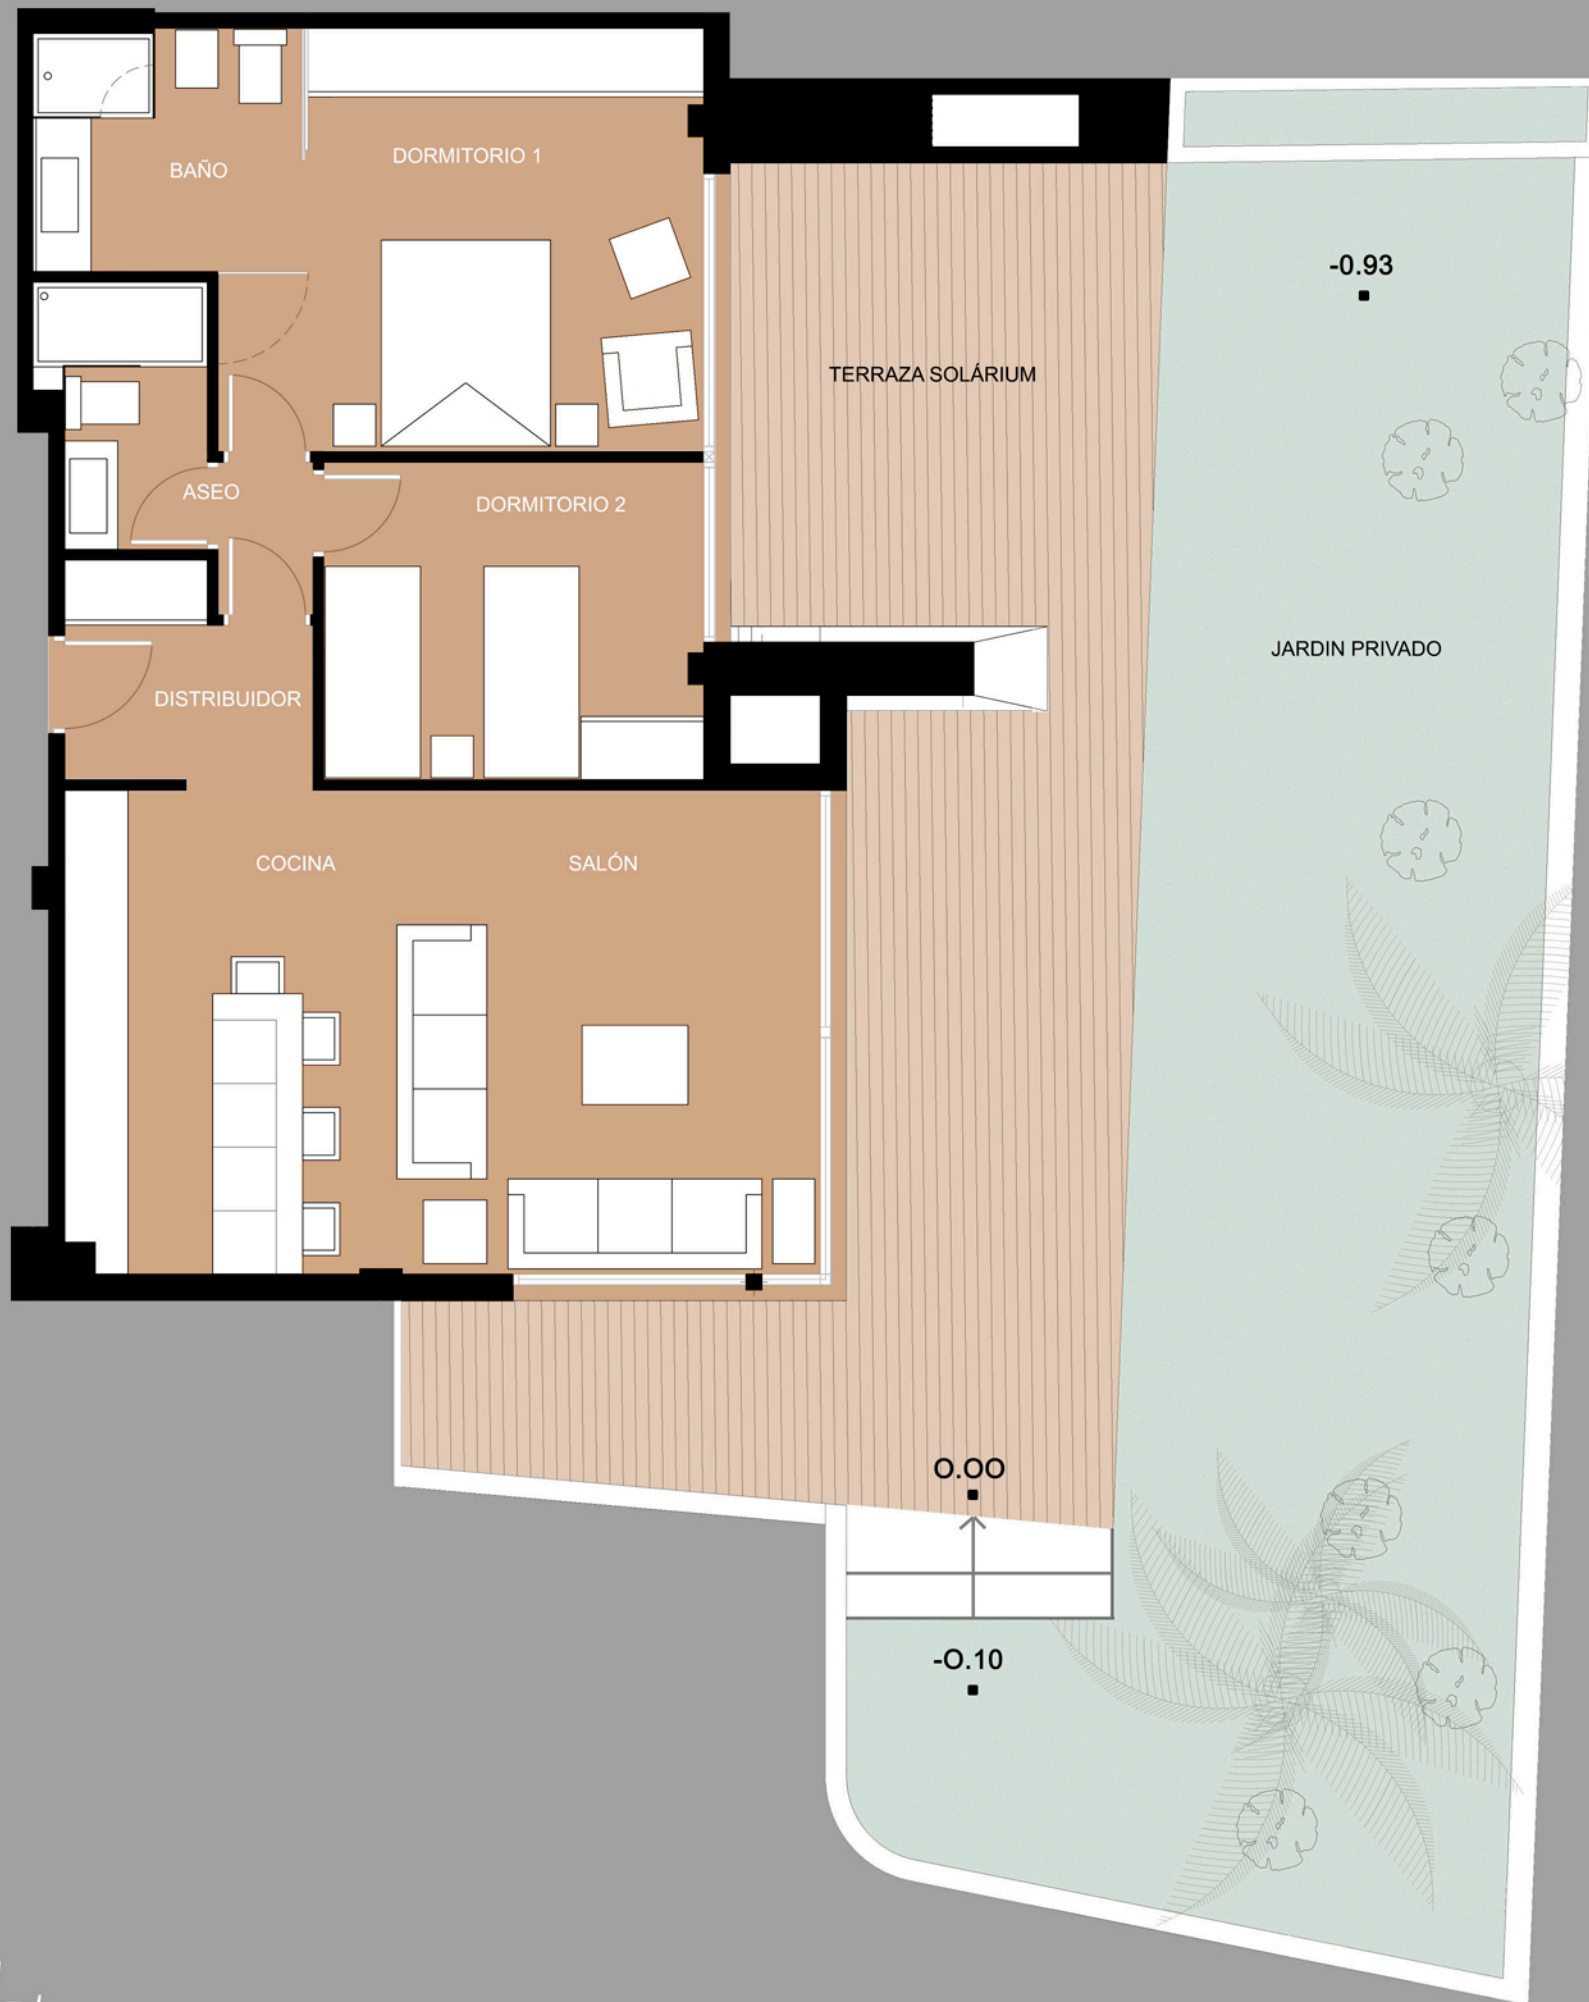 DORMITORIO 1
BAÑO
-0.93
TERRAZA SOLÁRIUM
ASEO
DORMITORIO 2
JARDIN PRIVADO
DISTRIBUIDOR
COCINA
SALÓN
O.OO
-O.10